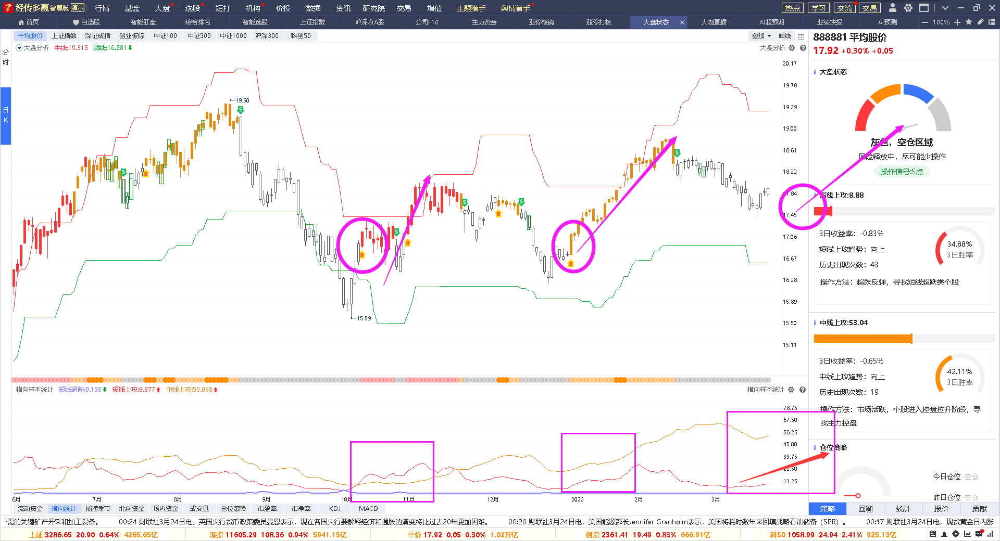 经传多赢 智尊版 演示 行情 基金 大盘 选股 短打 机构 价投 数据 资讯 研究院 交易 增值 主题猎手 舆情猎手 热点 学习 交流 交易
首页 自选股 智能盯盘 综合排名 智能选股 上证指数 沪深京A股 公司F10 主力资金 涨停棱镜 涨停打板 大盘状态 × 大咖直播 AI超预期 业绩快报 AI预测 100%
平均股价 上证指数 深证成指 创业板综 中证100 中证500 中证1000 沪深300 科创50 叠加 画线
大盘分析 牛线:19.315 熊线:16.581 大盘分析
分时
日K
20.17
19.78
19.39
19.00
18.61
18.22
17.84
17.45
17.06
16.67
16.28
15.89
15.50
15.11
19.50
15.59
S
B
S
B
S
B
S
B
S
B
S
888881 平均股价
17.92 +0.30% +0.05
大盘状态
灰色，空仓区域
风险释放中，尽可能少操作
操作信号:S点
短线上攻:8.88
3日收益率：-0.83%
短线上攻趋势：向上
历史出现次数：43
34.88%
3日胜率
操作方法：超跌反弹，寻找短线超跌类个股
中线上攻:53.04
3日收益率：-0.65%
中线上攻趋势：向上
历史出现次数：19
42.11%
3日胜率
操作方法：市场活跃，个股进入控盘拉升阶段，寻
找主力控盘
仓位策略
今日仓位 空仓
昨日仓位 空仓
策略 回溯 统计 报价 贡献
横向样本统计 短线超跌:0.158 短线上攻:8.877 中线上攻:53.038 横向样本统计
78.75
67.50
56.25
45.00
33.75
22.50
11.25
6月 7月 8月 9月 10月 11月 12月 2023 2月 3月
流动资金 横向统计 捕捞季节 北向资金 场内资金 成交量 仓位策略 市盈率 市净率 KDJ MACD
需的关键矿产开采和加工设备。 00:24 财联社3月24日电，英国央行货币政策委员曼恩表示，现在各国央行要解释经济和通胀的演变将比过去20年更加困难。 00:20 财联社3月24日电，美国能源部长Jennifer Granholm表示，美国将耗时数年来回填战略石油储备（SPR）。 00:17 财联社3月24日电，现货黄金日内涨
上证 3286.65 20.90 0.64% 4265.65亿 深指 11605.29 108.36 0.94% 5941.15亿 平价 17.92 0.05 0.30% 1.02万亿 创指 2361.41 19.49 0.83% 666.91亿 科50 1058.99 24.94 2.41% 925.13亿